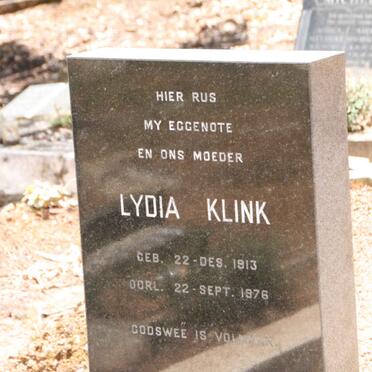 HIER RUS
MY EGGENOTE
EN ONS MOEDER
LYDIA KLINK
GEB. 22-DES. 1913
OORL. 22-SEPT. 1976
GODSWEË IS VOLMAAK.